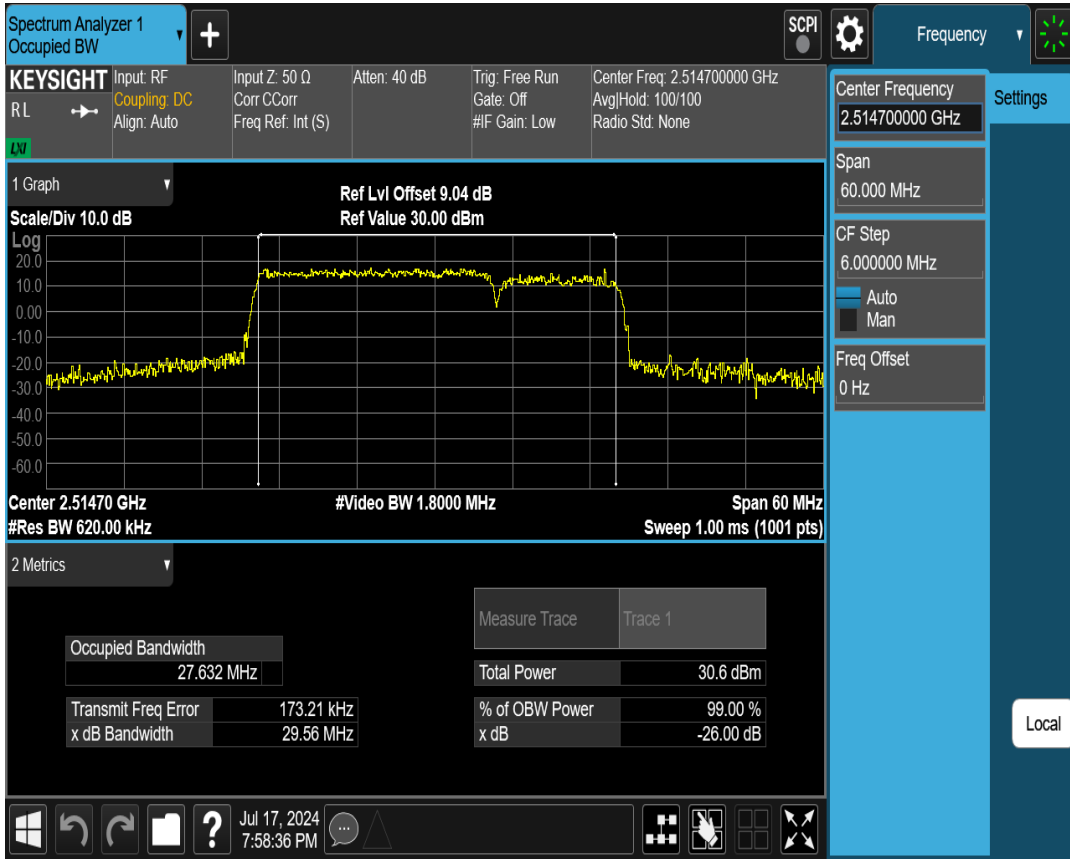 Spectrum Analyzer 1
Occupied BW
+
SCPI
Frequency
KEYSIGHT
RL
LXI
Input: RF
Coupling: DC
Align: Auto
Input Z: 50 Ω
Corr CCorr
Freq Ref: Int (S)
Atten: 40 dB
Trig: Free Run
Gate: Off
#IF Gain: Low
Center Freq: 2.514700000 GHz
Avg|Hold: 100/100
Radio Std: None
Center Frequency
2.514700000 GHz
Settings
Span
60.000 MHz
CF Step
6.000000 MHz
Auto
Man
Freq Offset
0 Hz
Local
1 Graph
Scale/Div 10.0 dB
Ref Lvl Offset 9.04 dB
Ref Value 30.00 dBm
Log
20.0
10.0
0.00
-10.0
-20.0
-30.0
-40.0
-50.0
-60.0
Center 2.51470 GHz
#Video BW 1.8000 MHz
Span 60 MHz
#Res BW 620.00 kHz
Sweep 1.00 ms (1001 pts)
2 Metrics
Measure Trace
Trace 1
Occupied Bandwidth
27.632 MHz
Total Power
30.6 dBm
Transmit Freq Error
173.21 kHz
% of OBW Power
99.00 %
x dB Bandwidth
29.56 MHz
x dB
-26.00 dB
?
Jul 17, 2024
7:58:36 PM